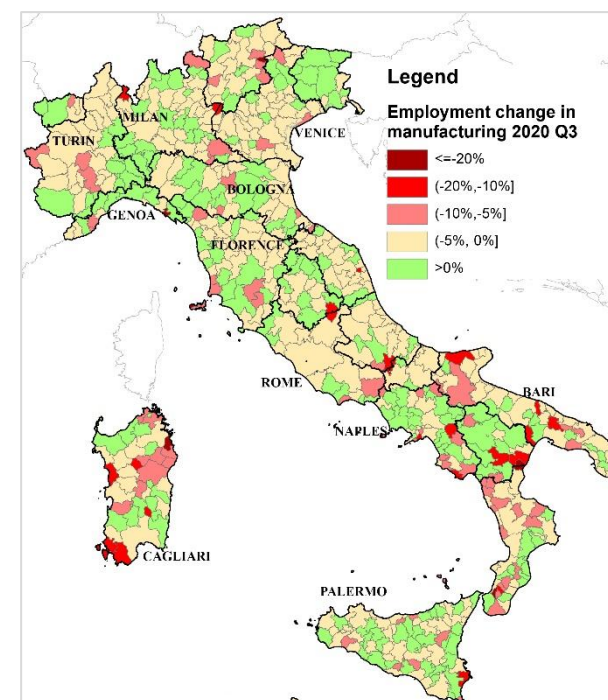 Legend
Employment change in
manufacturing 2020 Q3
<=-20%
(-20%,-10%]
(-10%,-5%]
(-5%, 0%]
>0%
MILAN
TURIN
VENICE
BOLOGNA
GENOA
FLORENCE
ROME
BARI
NAPLES
CAGLIARI
PALERMO